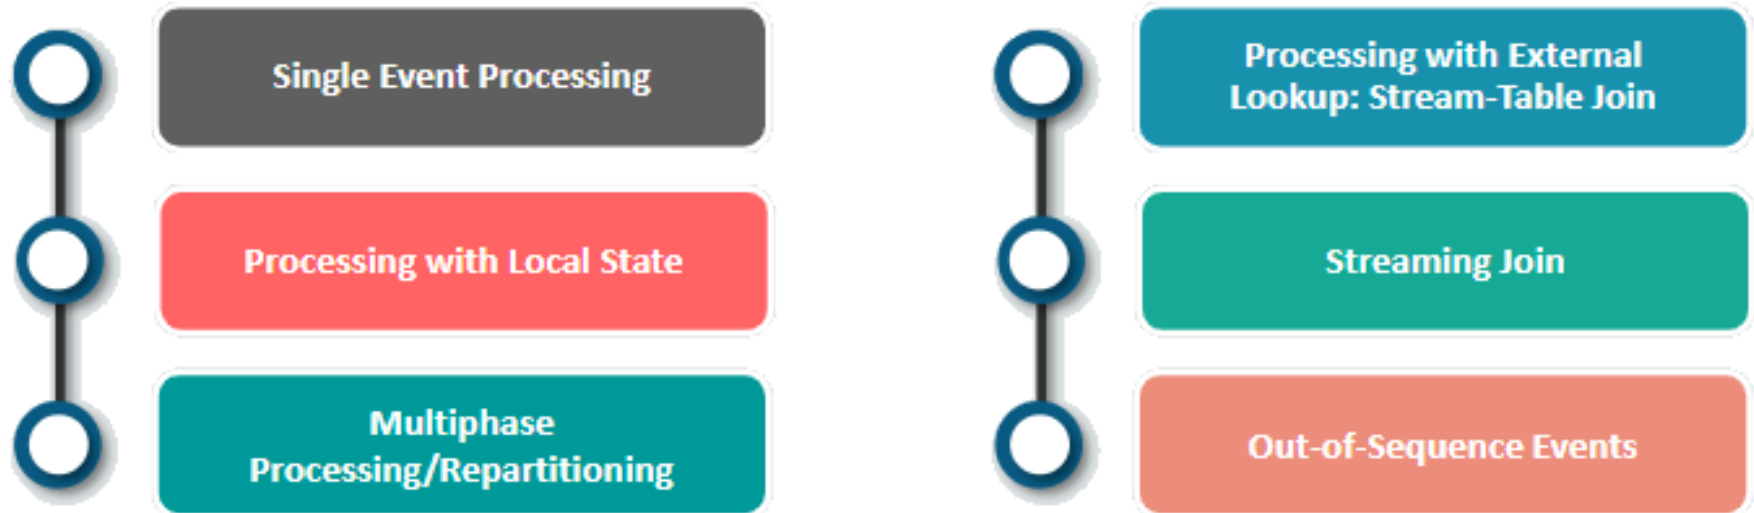 Single Event Processing
Processing with Local State
Multiphase
Processing/Repartitioning
Processing with External
Lookup: Stream-Table Join
Streaming Join
Out-of-Sequence Events